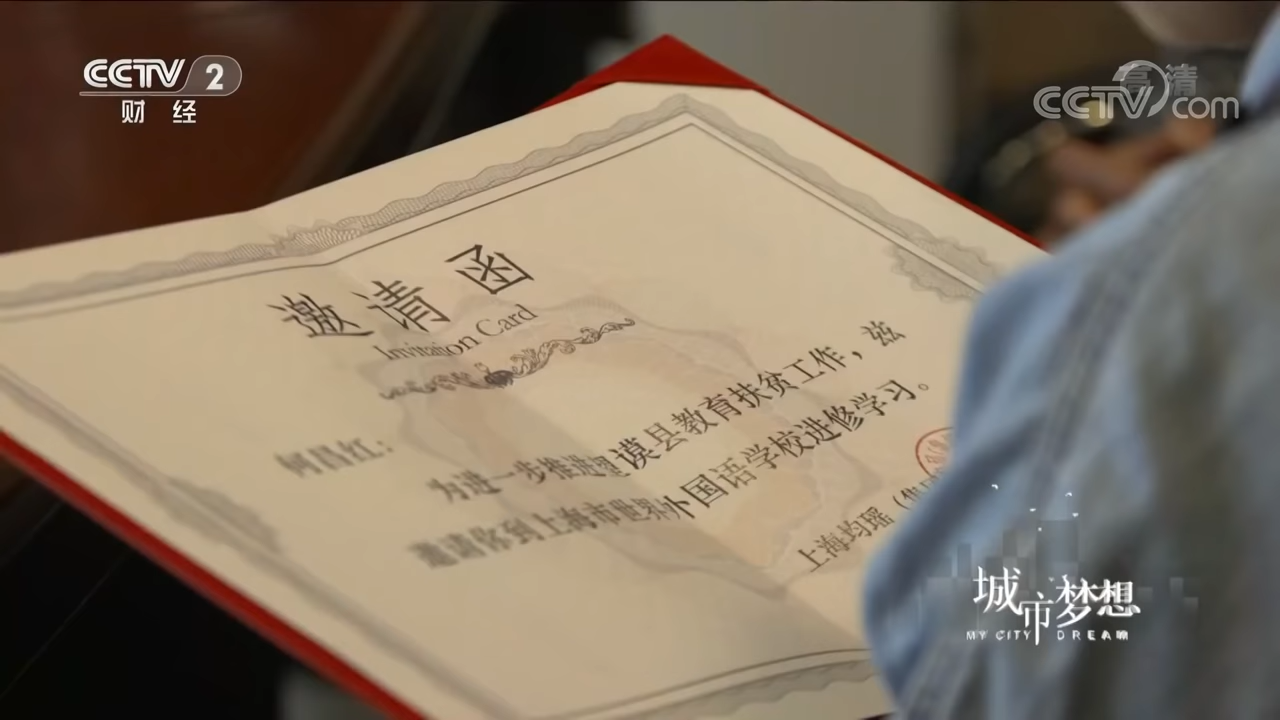 CCTV 2
财经
高清
CCTV.com
邀请函
Invitation Card
何昌红：
为进一步推进望谟县教育扶贫工作，兹
邀请你到上海市世界外国语学校进修学习。
上海均瑶（集
城市梦想
MY CITY DREAM